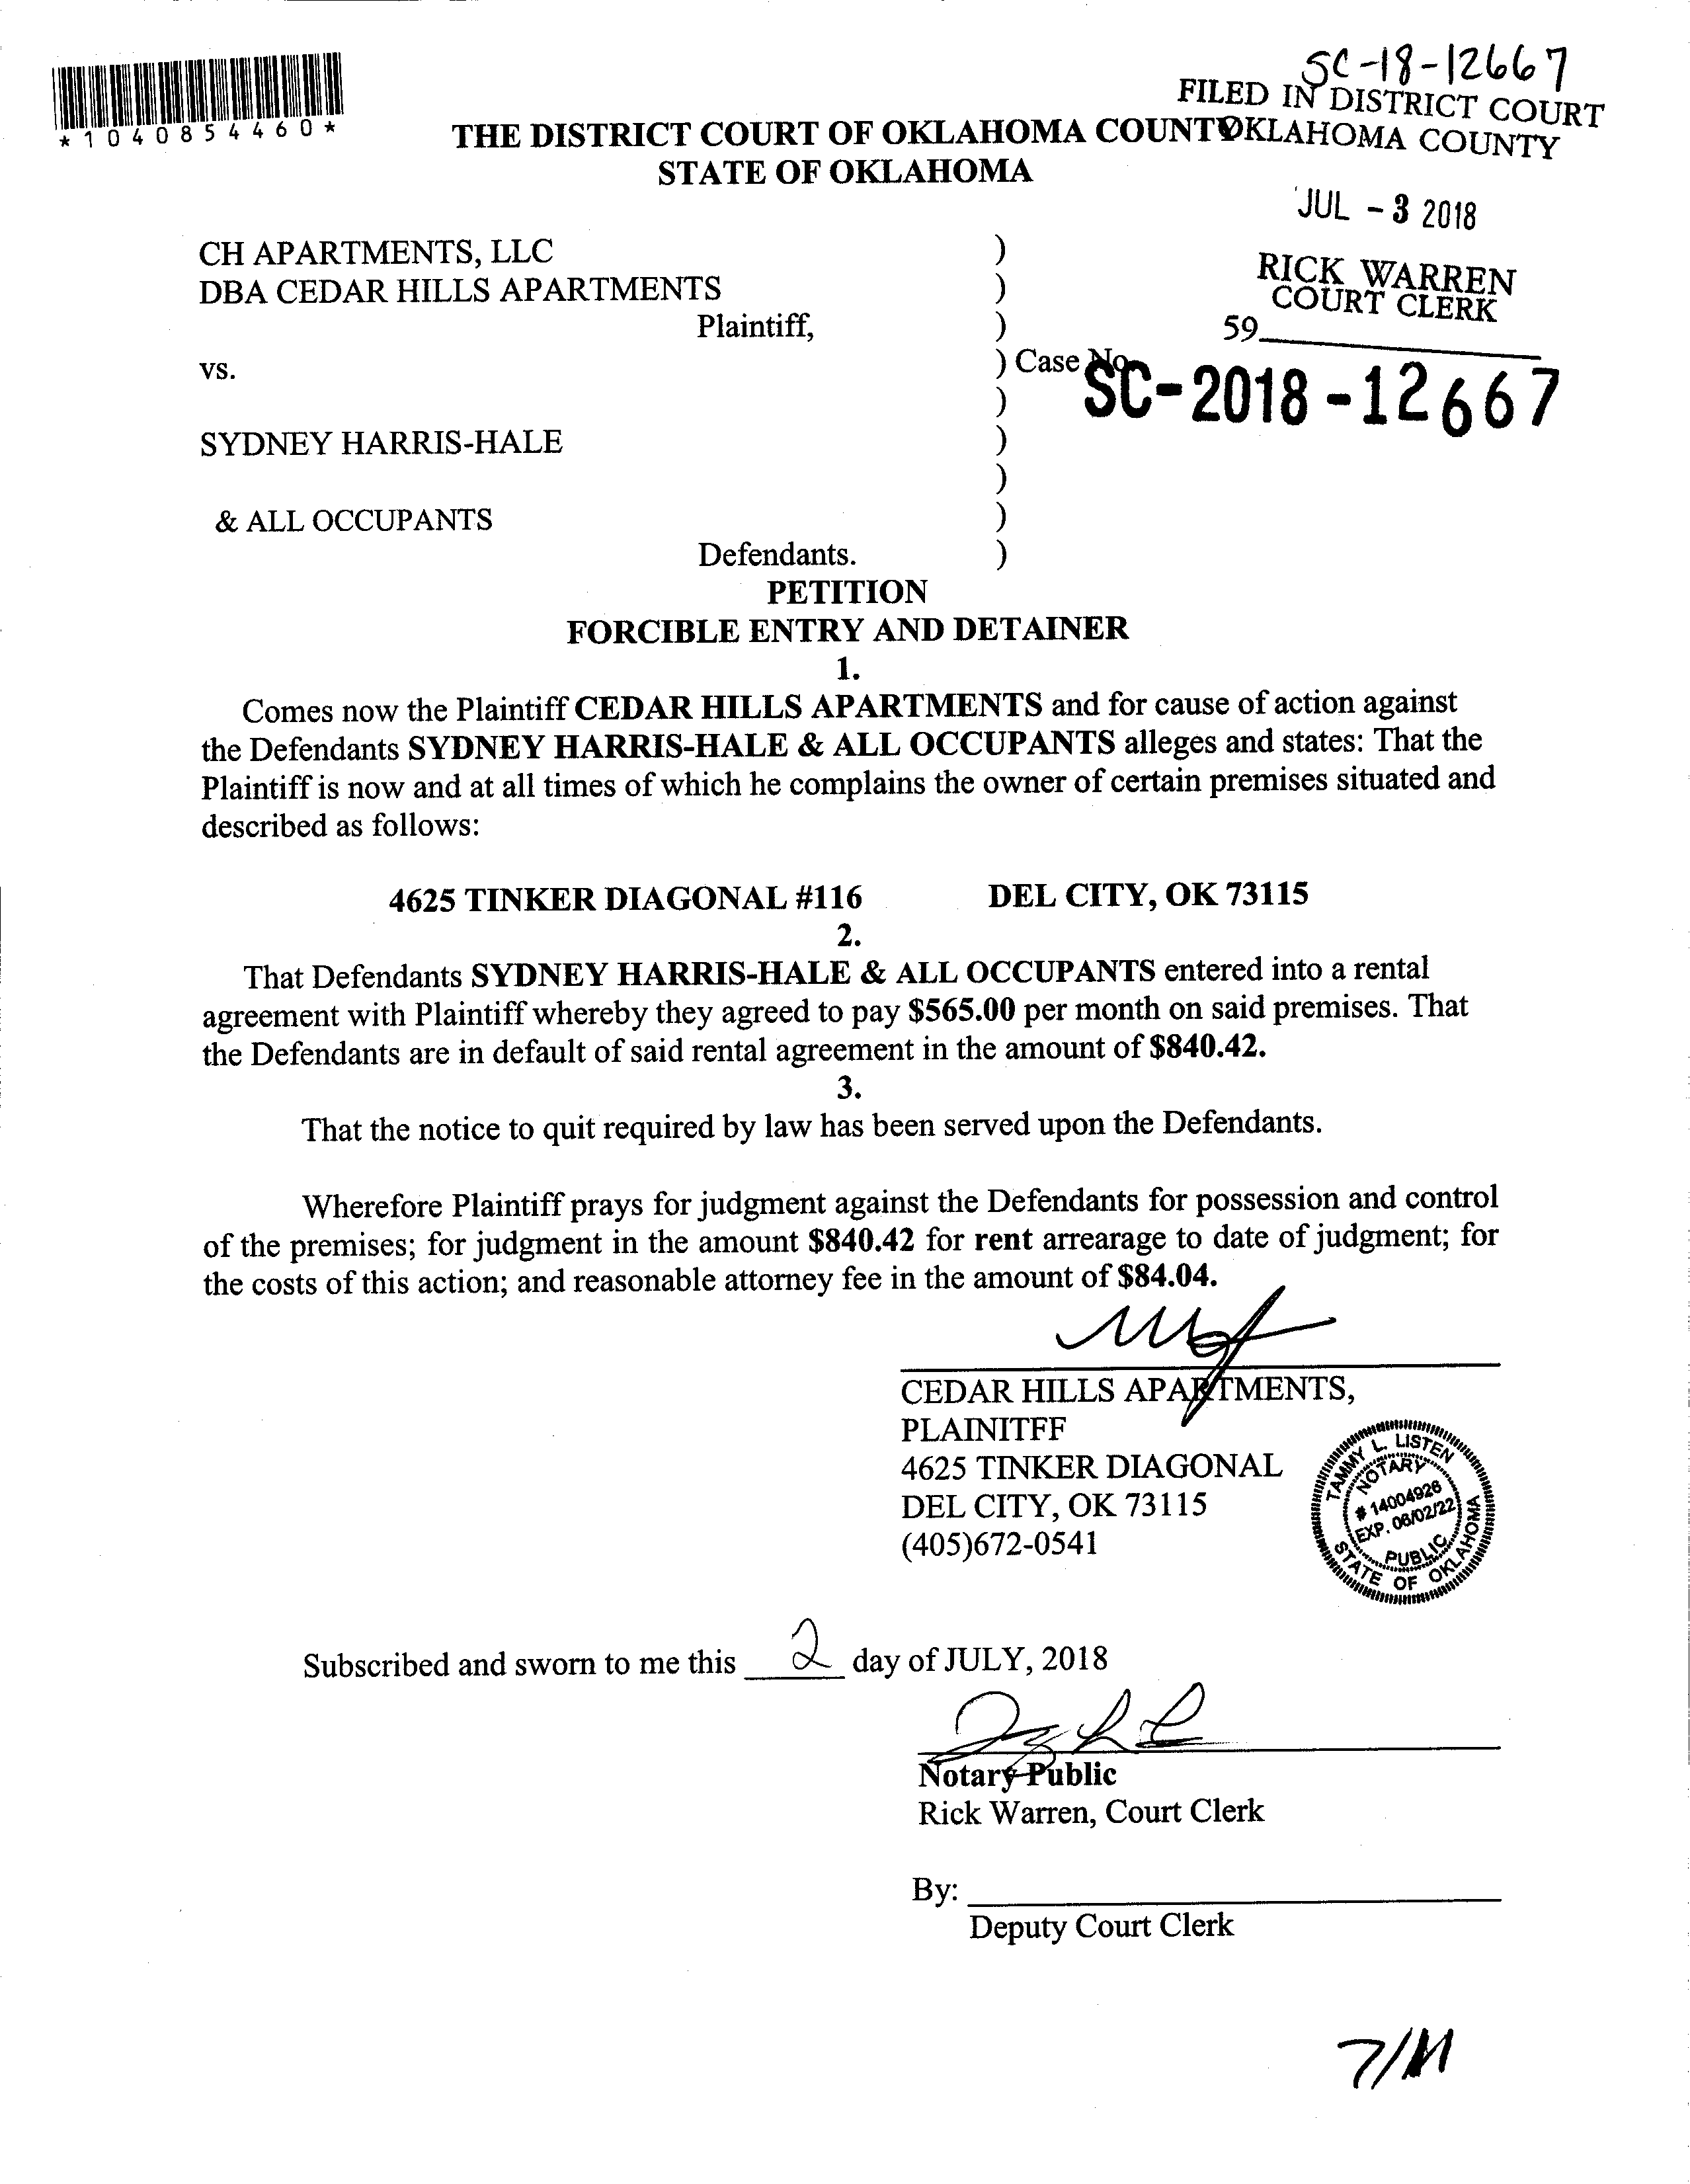 SC-18-12667
*1040854460*
FILED IN DISTRICT COURT
OKLAHOMA COUNTY
THE DISTRICT COURT OF OKLAHOMA COUNTY
STATE OF OKLAHOMA
JUL - 3 2018
RICK WARREN
COURT CLERK
59
CH APARTMENTS, LLC )
DBA CEDAR HILLS APARTMENTS )
Plaintiff, )
vs. ) Case No.
SC-2018-12667
)
SYDNEY HARRIS-HALE )
)
& ALL OCCUPANTS )
Defendants. )
PETITION
FORCIBLE ENTRY AND DETAINER
1.
Comes now the Plaintiff CEDAR HILLS APARTMENTS and for cause of action against
the Defendants SYDNEY HARRIS-HALE & ALL OCCUPANTS alleges and states: That the
Plaintiff is now and at all times of which he complains the owner of certain premises situated and
described as follows:
4625 TINKER DIAGONAL #116 DEL CITY, OK 73115
2.
That Defendants SYDNEY HARRIS-HALE & ALL OCCUPANTS entered into a rental
agreement with Plaintiff whereby they agreed to pay $565.00 per month on said premises. That
the Defendants are in default of said rental agreement in the amount of $840.42.
3.
That the notice to quit required by law has been served upon the Defendants.
Wherefore Plaintiff prays for judgment against the Defendants for possession and control
of the premises; for judgment in the amount $840.42 for rent arrearage to date of judgment; for
the costs of this action; and reasonable attorney fee in the amount of $84.04.
CEDAR HILLS APARTMENTS,
PLAINITFF
4625 TINKER DIAGONAL
DEL CITY, OK 73115
(405)672-0541
TAMMY L. LISTEN
NOTARY
# 14004926
EXP. 06/02/22
PUBLIC
STATE OF OKLAHOMA
Subscribed and sworn to me this 2 day of JULY, 2018
Notary Public
Rick Warren, Court Clerk
By:
Deputy Court Clerk